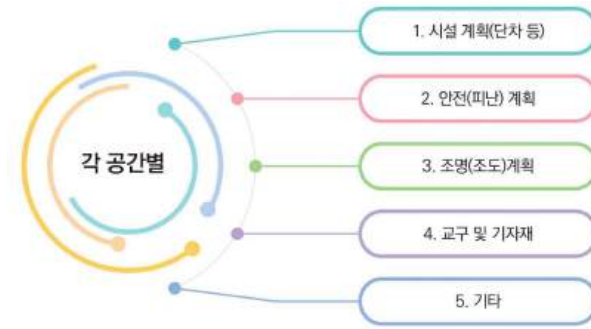 각 공간별
1. 시설 계획(단차 등)
2. 안전(피난) 계획
3. 조명(조도)계획
4. 교구 및 기자재
5. 기타